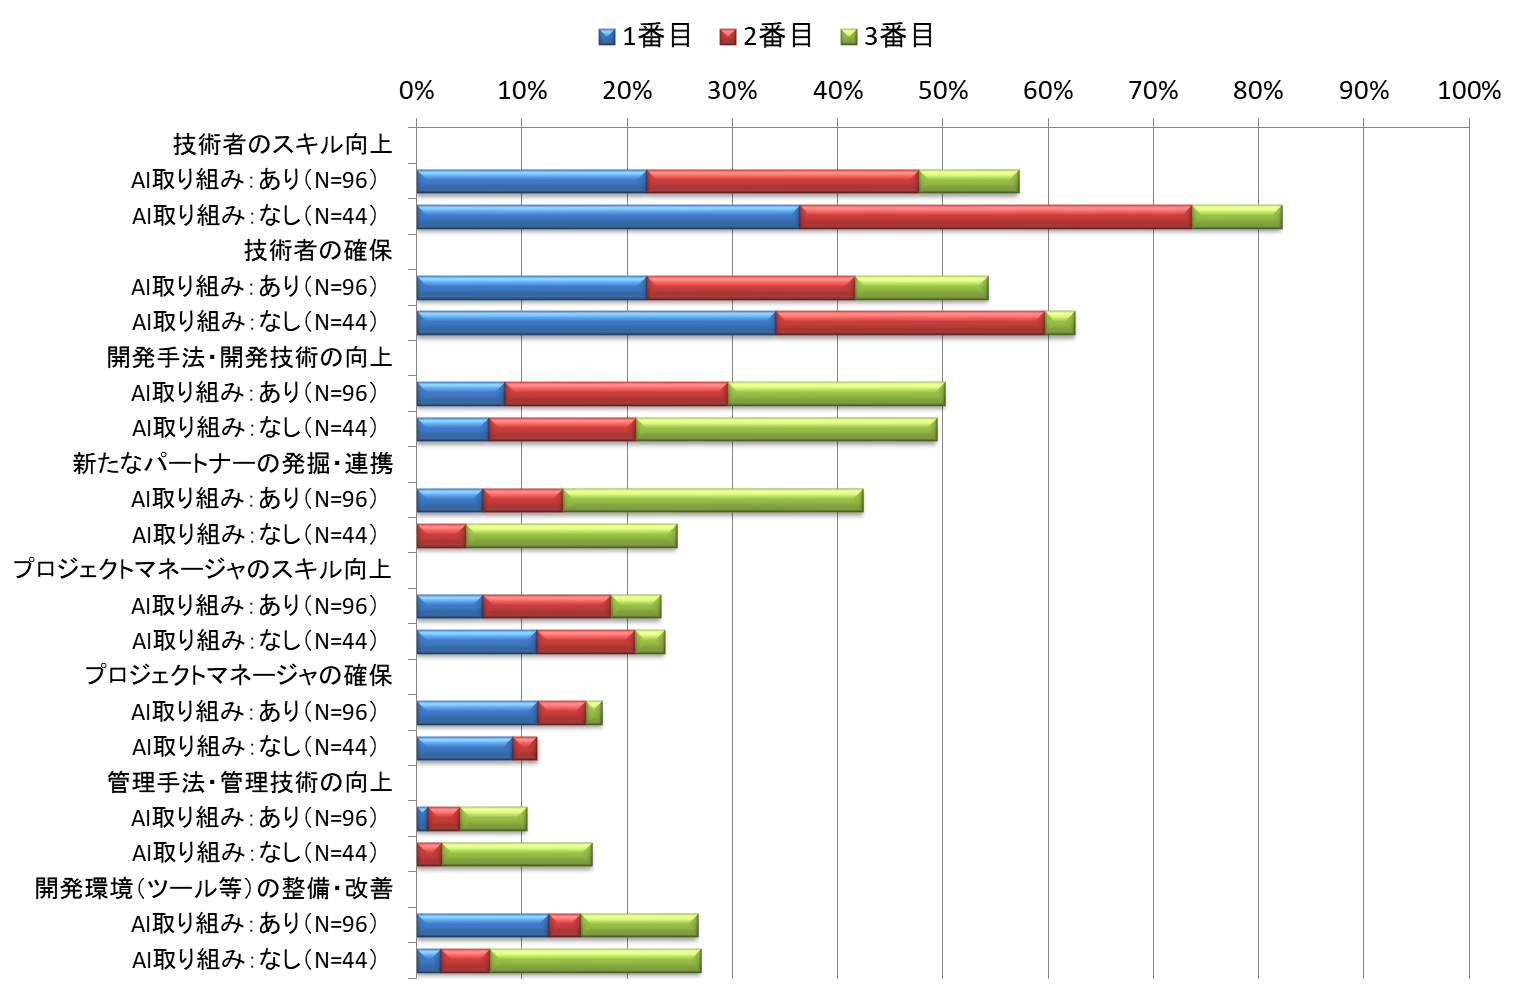 1番目 2番目 3番目
0% 10% 20% 30% 40% 50% 60% 70% 80% 90% 100%
技術者のスキル向上
AI取り組み：あり（N=96）
AI取り組み：なし（N=44）
技術者の確保
AI取り組み：あり（N=96）
AI取り組み：なし（N=44）
開発手法・開発技術の向上
AI取り組み：あり（N=96）
AI取り組み：なし（N=44）
新たなパートナーの発掘・連携
AI取り組み：あり（N=96）
AI取り組み：なし（N=44）
プロジェクトマネージャのスキル向上
AI取り組み：あり（N=96）
AI取り組み：なし（N=44）
プロジェクトマネージャの確保
AI取り組み：あり（N=96）
AI取り組み：なし（N=44）
管理手法・管理技術の向上
AI取り組み：あり（N=96）
AI取り組み：なし（N=44）
開発環境（ツール等）の整備・改善
AI取り組み：あり（N=96）
AI取り組み：なし（N=44）